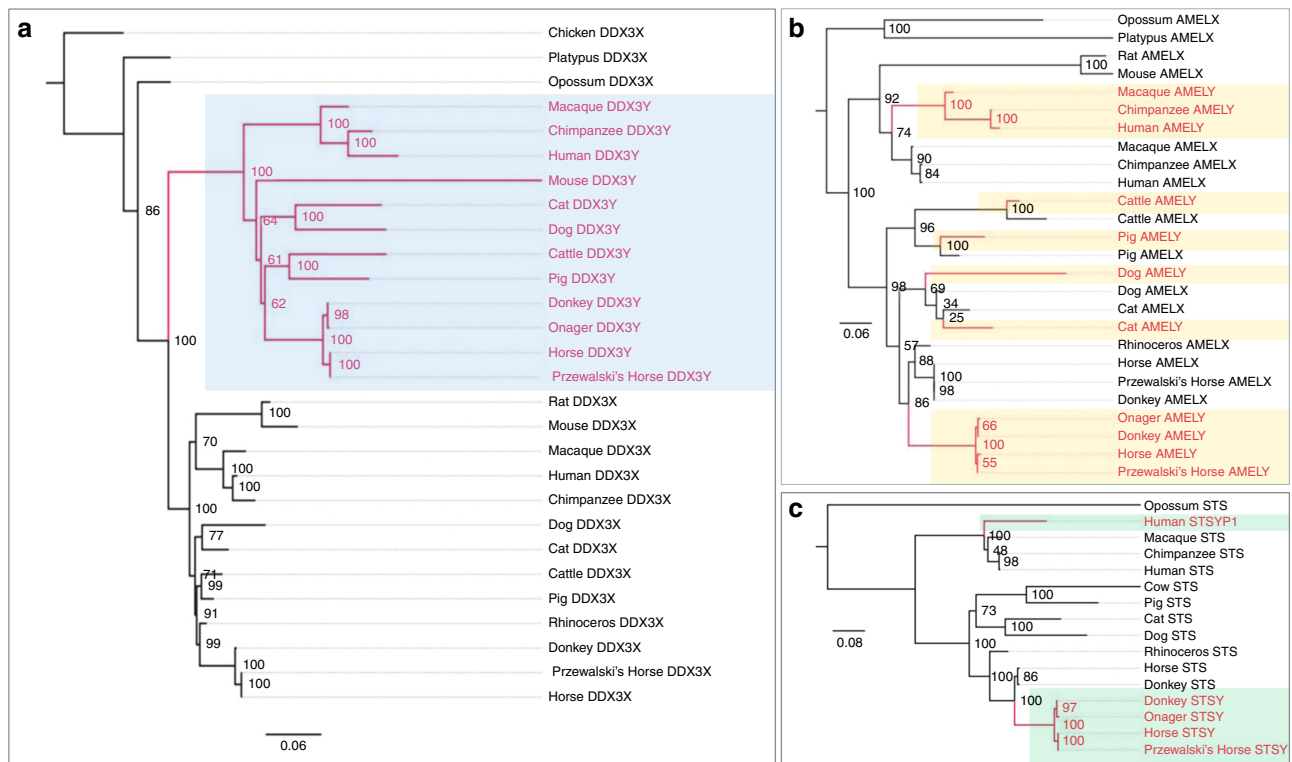 a
Chicken DDX3X
Platypus DDX3X
Opossum DDX3X
Macaque DDX3Y
100
Chimpanzee DDX3Y
100
Human DDX3Y
100
Mouse DDX3Y
Cat DDX3Y
86
100
64
Dog DDX3Y
Cattle DDX3Y
61
100
Pig DDX3Y
62
Donkey DDX3Y
98
Onager DDX3Y
100
100
Horse DDX3Y
100
Przewalski's Horse DDX3Y
Rat DDX3X
100
Mouse DDX3X
70
Macaque DDX3X
100
Human DDX3X
100
Chimpanzee DDX3X
100
Dog DDX3X
77
Cat DDX3X
Cattle DDX3X
71
99
Pig DDX3X
91
Rhinoceros DDX3X
99
Donkey DDX3X
100
Przewalski's Horse DDX3X
100
Horse DDX3X
0.06
b
Opossum AMELX
100
Platypus AMELX
Rat AMELX
100
Mouse AMELX
Macaque AMELY
92
100
Chimpanzee AMELY
100
Human AMELY
74
Macaque AMELX
90
Chimpanzee AMELX
84
Human AMELX
100
Cattle AMELY
100
Cattle AMELX
96
Pig AMELY
100
Pig AMELX
Dog AMELY
98
69
Dog AMELX
34
Cat AMELX
25
Cat AMELY
0.06
Rhinoceros AMELX
57
88
Horse AMELX
100
Przewalski's Horse AMELX
98
Donkey AMELX
86
Onager AMELY
66
Donkey AMELY
100
Horse AMELY
55
Przewalski's Horse AMELY
c
Opossum STS
Human STSYP1
100
Macaque STS
48
Chimpanzee STS
98
Human STS
Cow STS
100
Pig STS
73
Cat STS
100
Dog STS
0.08
100
Rhinoceros STS
Horse STS
100
86
Donkey STS
100
Donkey STSY
97
Onager STSY
100
Horse STSY
100
Przewalski's Horse STSY